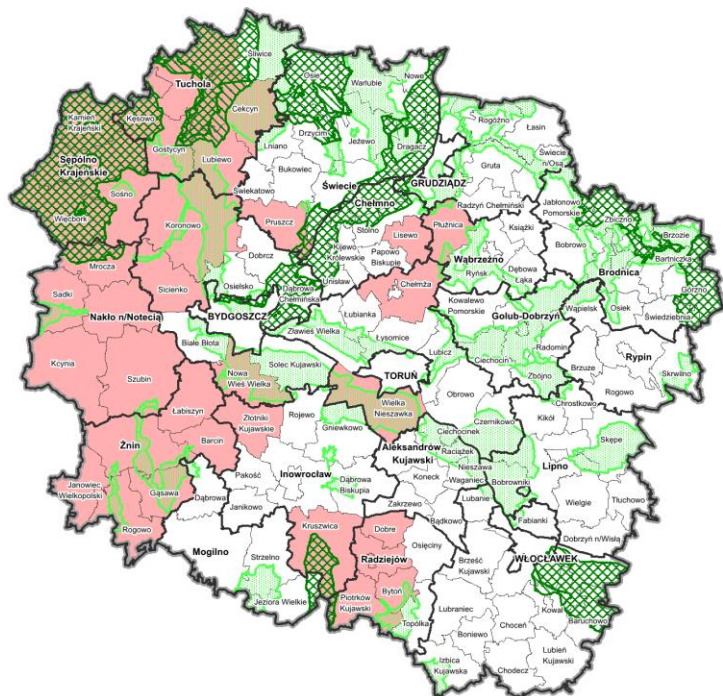 Śliwice
Osie
Warlubie
Nowe
Tuchola
Kamień
Krajeński
Kęsowo
Cekcyn
Rogóźno
Łasin
Drzycim
Lniano
Jeżewo
Dragacz
Gostycyn
Lubiewo
Bukowiec
Gruta
Świecie
n/Osą
Sępólno
Krajeńskie
Świekatowo
Świecie
GRUDZIĄDZ
Sośno
Chełmno
Radzyń Chełmiński
Jabłonowo
Pomorskie
Zbiczno
Więcbork
Koronowo
Pruszcz
Stolno
Lisewo
Płużnica
Książki
Bobrowo
Brzozie
Bartniczka
Kijewo
Królewskie
Papowo
Biskupie
Wąbrzeźno
Brodnica
Mrocza
Dobrcz
Unisław
Ryńsk
Dębowa
Łąka
Górzno
Sadki
Sicienko
Osielsko
Dąbrowa
Chełmińska
Chełmża
Wąpielsk
Osiek
Świedziebnia
Nakło n/Notecią
BYDGOSZCZ
Łubianka
Kowalewo
Pomorskie
Golub-Dobrzyń
Zławieś Wielka
Łysomice
Białe Błota
Radomin
Rypin
Kcynia
Szubin
Nowa
Wieś Wielka
Solec Kujawski
Lubicz
Ciechocin
Brzuze
TORUŃ
Zbójno
Skrwilno
Wielka
Nieszawka
Obrowo
Rogowo
Łabiszyn
Złotniki
Kujawskie
Rojewo
Chrostkowo
Gniewkowo
Czernikowo
Kikół
Żnin
Barcin
Aleksandrów
Kujawski
Ciechocinek
Raciążek
Skępe
Inowrocław
Nieszawa
Lipno
Janowiec
Wielkopolski
Gąsawa
Pakość
Dąbrowa
Biskupia
Koneck
Waganiec
Bobrowniki
Dąbrowa
Janikowo
Zakrzewo
Lubanie
Wielgie
Tłuchowo
Rogowo
Kruszwica
Dobre
Bądkowo
Fabianki
Mogilno
Osięciny
Dobrzyń n/Wisłą
Strzelno
Radziejów
Brześć
Kujawski
WŁOCŁAWEK
Jeziora Wielkie
Piotrków
Kujawski
Bytoń
Lubraniec
Kowal
Topólka
Choceń
Baruchowo
Boniewo
Izbica
Kujawska
Chodecz
Lubień
Kujawski